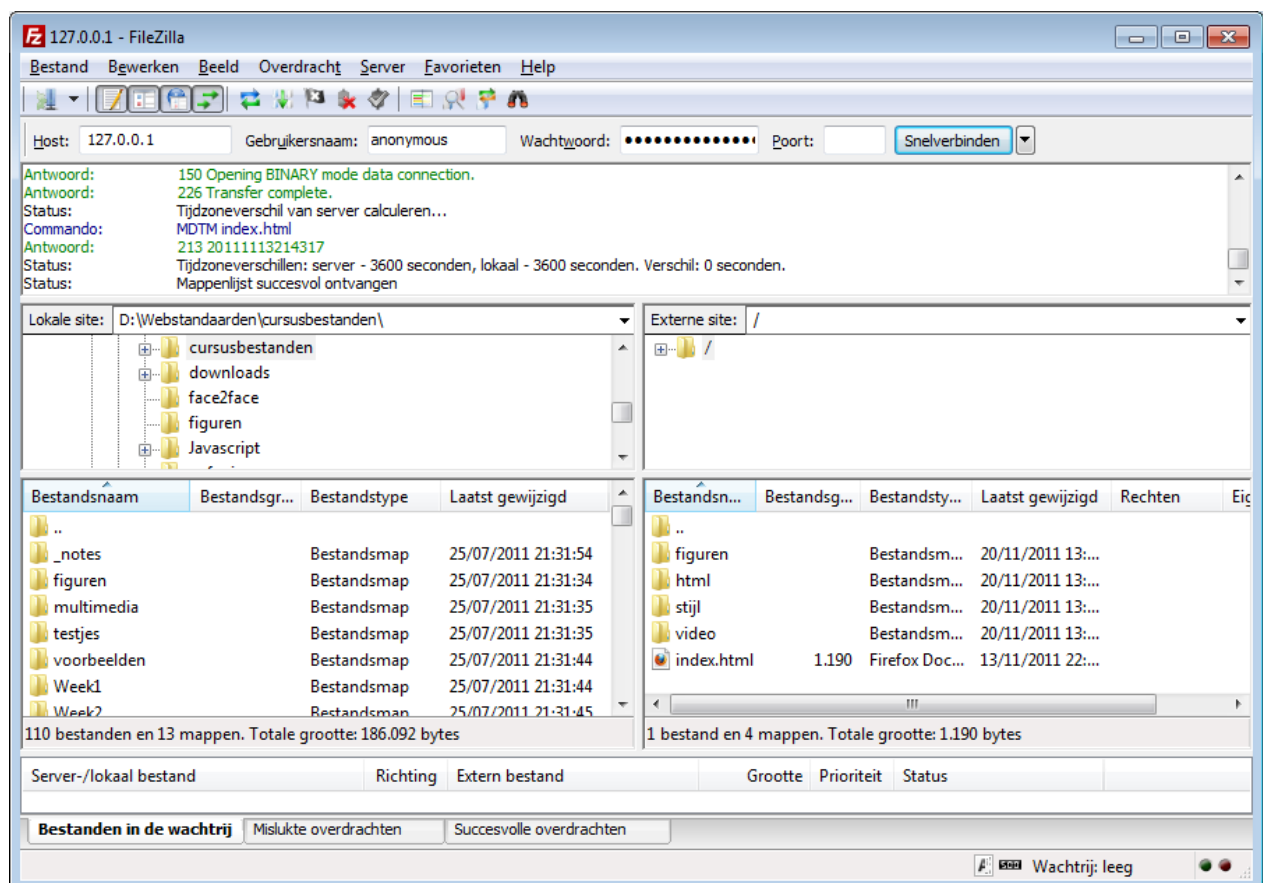 Fz 127.0.0.1 - FileZilla
Bestand Bewerken Beeld Overdracht Server Favorieten Help
Host: 127.0.0.1 Gebruikersnaam: anonymous Wachtwoord: ●●●●●●●●●●●●●● Poort: Snelverbinden
Antwoord: 150 Opening BINARY mode data connection.
Antwoord: 226 Transfer complete.
Status: Tijdzoneverschil van server calculeren...
Commando: MDTM index.html
Antwoord: 213 20111113214317
Status: Tijdzoneverschillen: server - 3600 seconden, lokaal - 3600 seconden. Verschil: 0 seconden.
Status: Mappenlijst succesvol ontvangen
Lokale site: D:\Webstandaarden\cursusbestanden\
cursusbestanden
downloads
face2face
figuren
Javascript
Externe site: /
/
Bestandsnaam Bestandsgr... Bestandstype Laatst gewijzigd
..
_notes Bestandsmap 25/07/2011 21:31:54
figuren Bestandsmap 25/07/2011 21:31:34
multimedia Bestandsmap 25/07/2011 21:31:35
testjes Bestandsmap 25/07/2011 21:31:35
voorbeelden Bestandsmap 25/07/2011 21:31:44
Week1 Bestandsmap 25/07/2011 21:31:44
Week2 Bestandsmap 25/07/2011 21:31:45
110 bestanden en 13 mappen. Totale grootte: 186.092 bytes
Bestandsn... Bestandsg... Bestandsty... Laatst gewijzigd Rechten Eig
..
figuren Bestandsm... 20/11/2011 13:...
html Bestandsm... 20/11/2011 13:...
stijl Bestandsm... 20/11/2011 13:...
video Bestandsm... 20/11/2011 13:...
index.html 1.190 Firefox Doc... 13/11/2011 22:...
1 bestand en 4 mappen. Totale grootte: 1.190 bytes
Server-/lokaal bestand Richting Extern bestand Grootte Prioriteit Status
Bestanden in de wachtrij Mislukte overdrachten Succesvolle overdrachten
Wachtrij: leeg